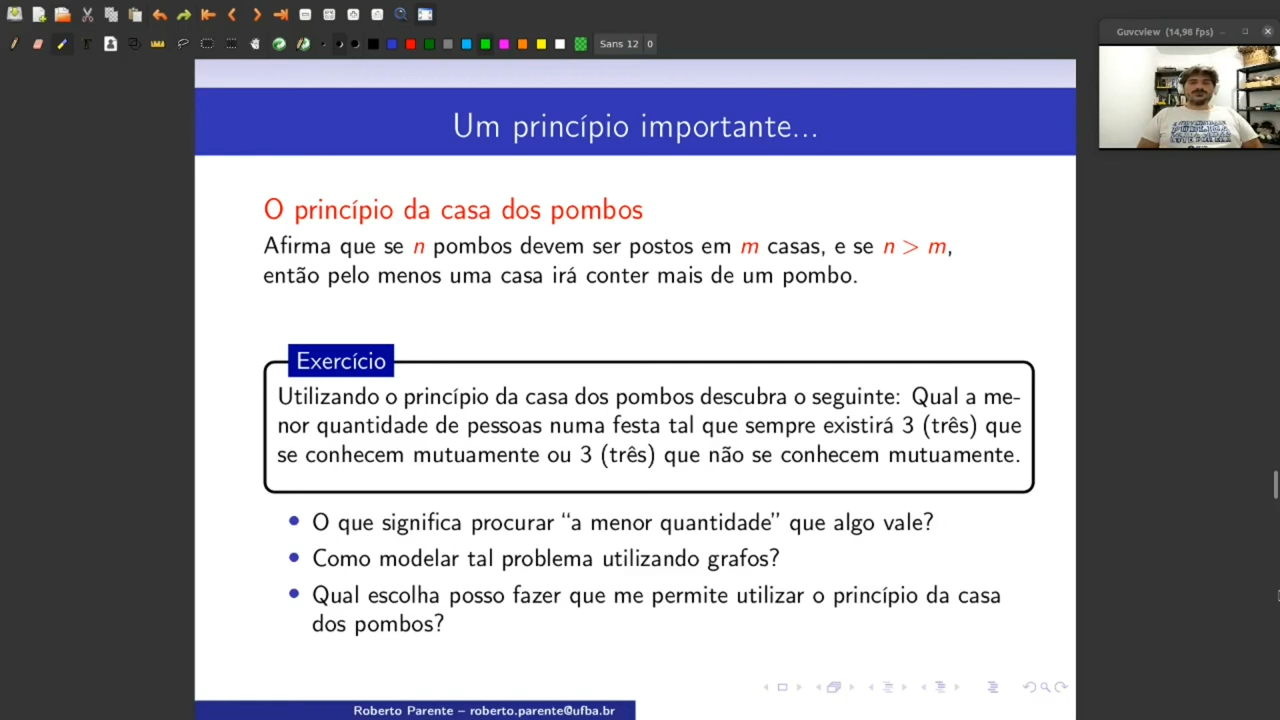 Sans 12 0
Guvcview (14,98 fps)
Um princípio importante...
O princípio da casa dos pombos
Afirma que se n pombos devem ser postos em m casas, e se n > m,
então pelo menos uma casa irá conter mais de um pombo.
Exercício
Utilizando o princípio da casa dos pombos descubra o seguinte: Qual a me-
nor quantidade de pessoas numa festa tal que sempre existirá 3 (três) que
se conhecem mutuamente ou 3 (três) que não se conhecem mutuamente.
• O que significa procurar “a menor quantidade” que algo vale?
• Como modelar tal problema utilizando grafos?
• Qual escolha posso fazer que me permite utilizar o princípio da casa
dos pombos?
Roberto Parente – roberto.parente@ufba.br